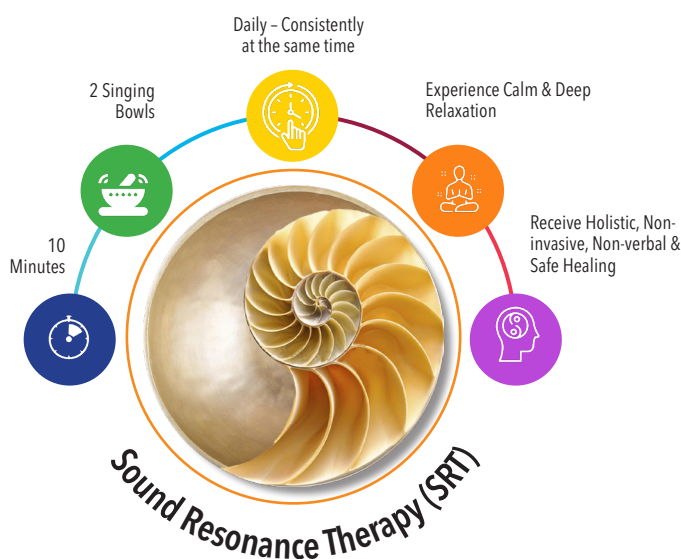 Daily – Consistently
at the same time
2 Singing
Bowls
Experience Calm & Deep
Relaxation
10
Minutes
Receive Holistic, Non-
invasive, Non-verbal &
Safe Healing
Sound Resonance Therapy (SRT)